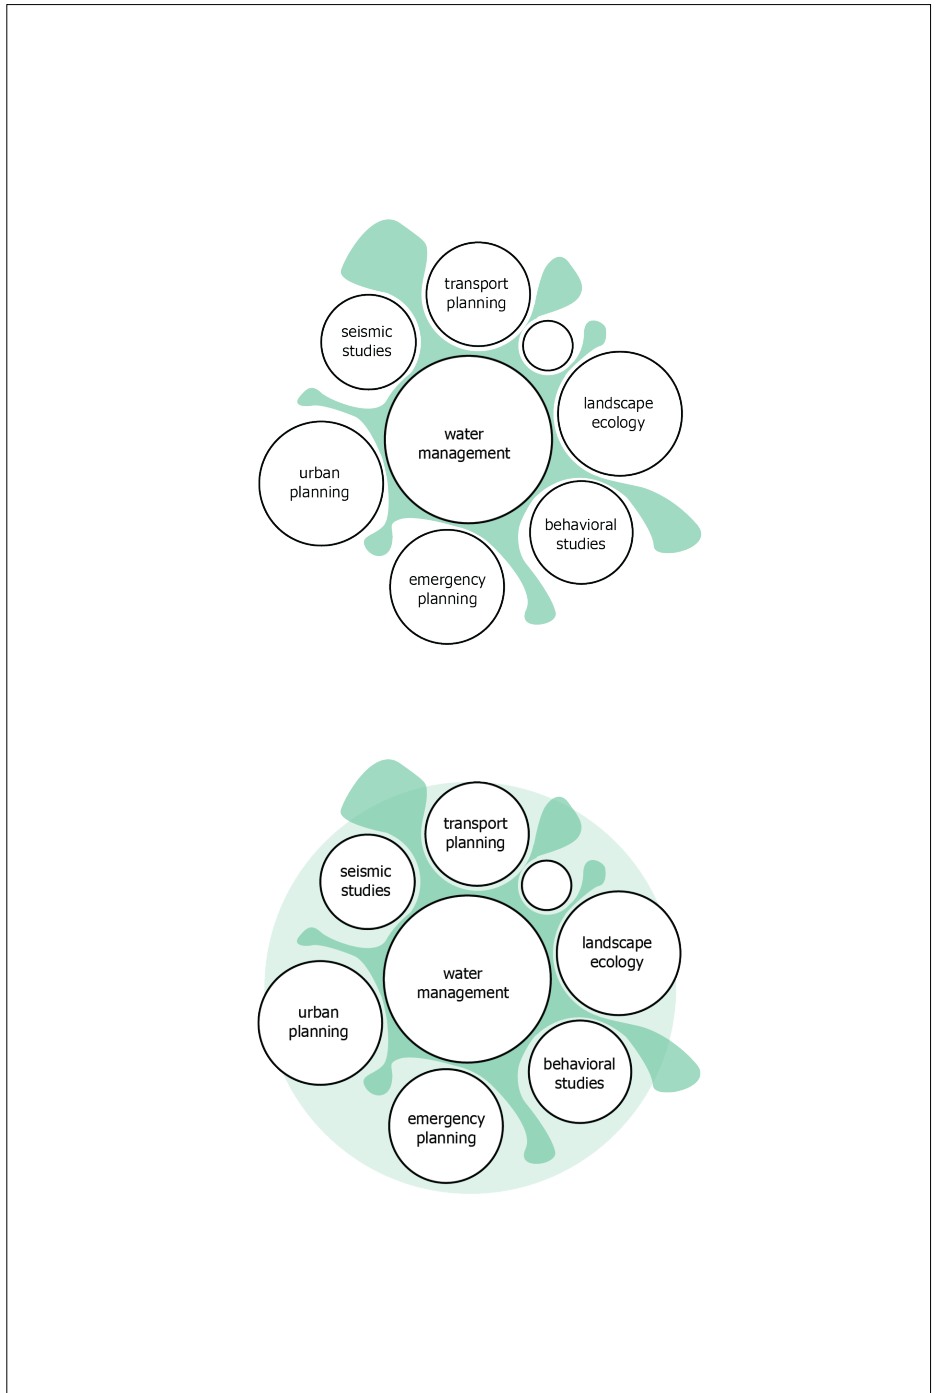 transport
planning
seismic
studies
landscape
ecology
water
management
urban
planning
behavioral
studies
emergency
planning
transport
planning
seismic
studies
landscape
ecology
water
management
urban
planning
behavioral
studies
emergency
planning